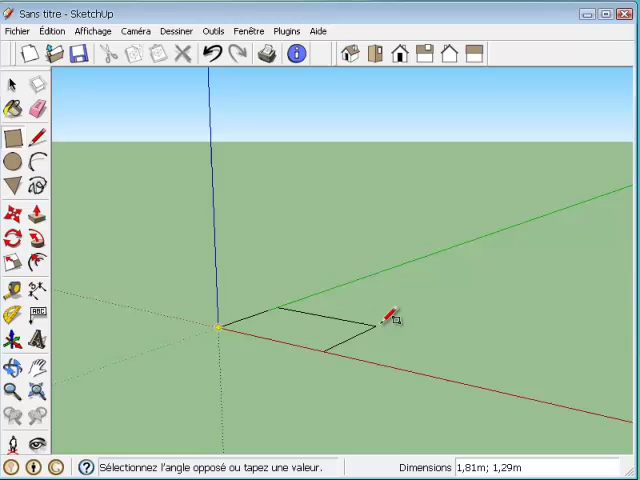 Sans titre - SketchUp
Fichier Édition Affichage Caméra Dessiner Outils Fenêtre Plugins Aide
ABC
Sélectionnez l'angle opposé ou tapez une valeur. Dimensions 1,81m; 1,29m